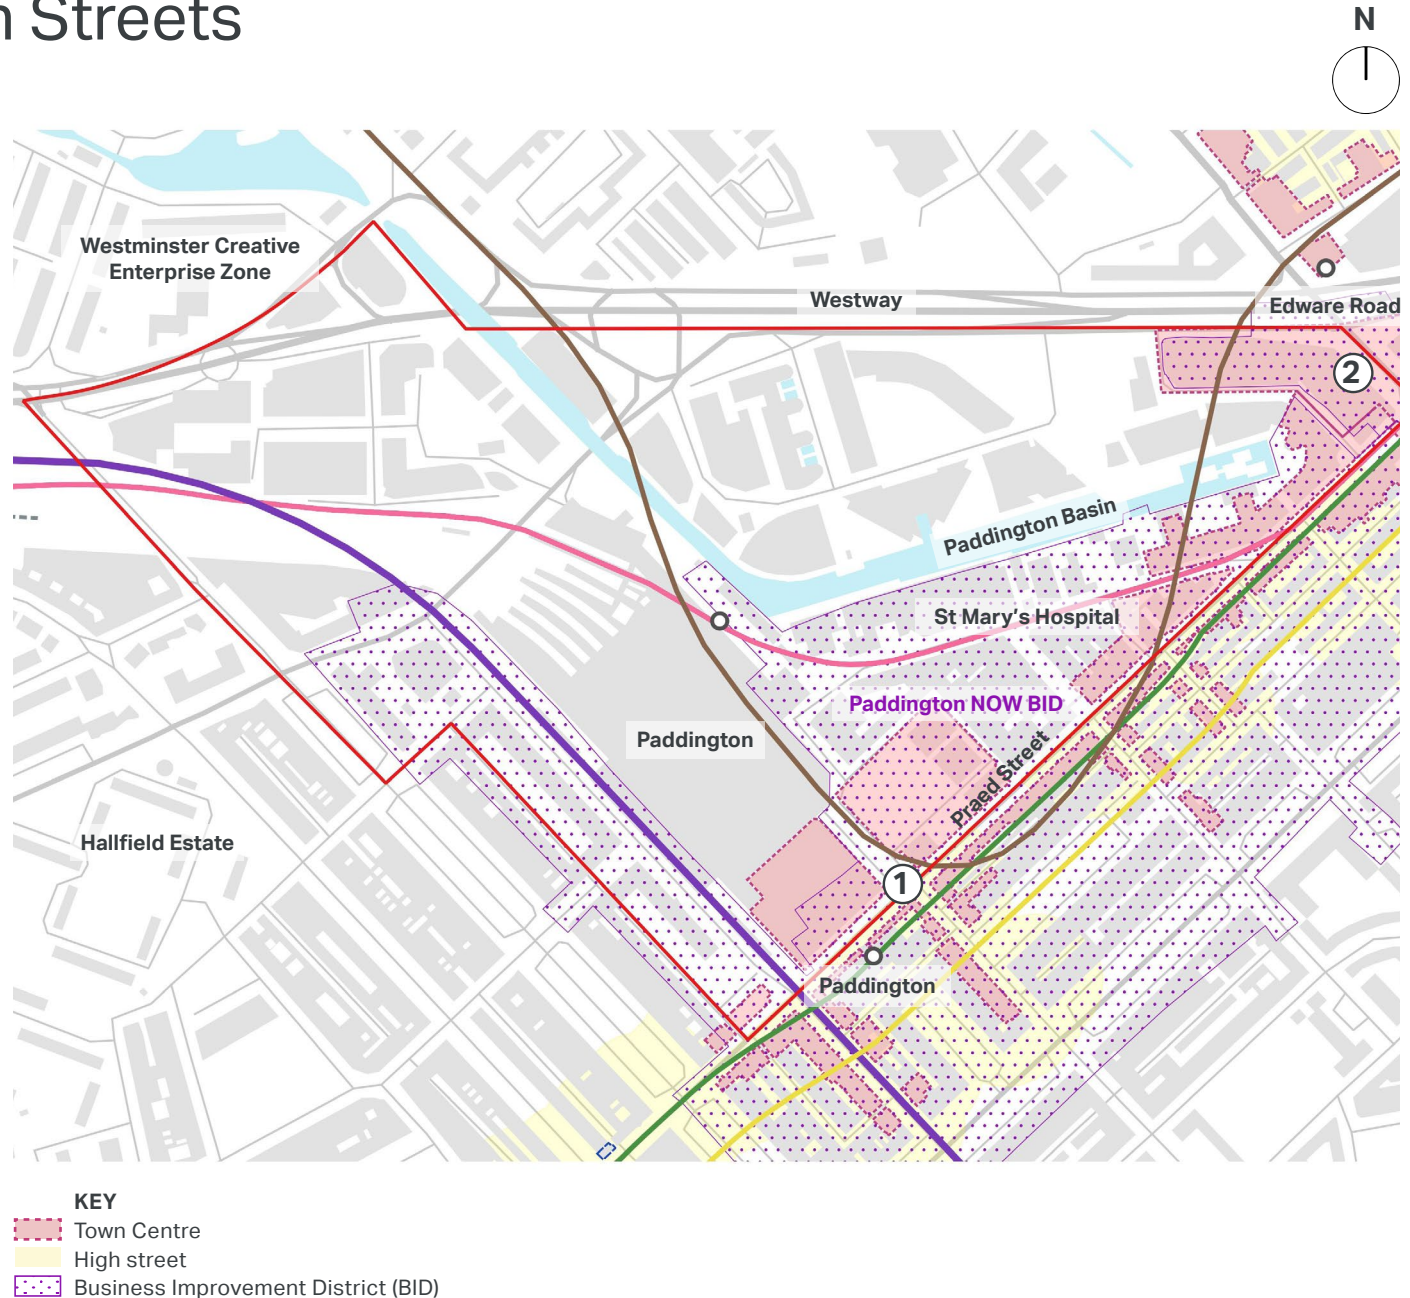 n Streets
N
Westminster Creative
Enterprise Zone
Westway
Edware Road
2
Paddington Basin
St Mary's Hospital
Paddington NOW BID
Paddington
Praed Street
Hallfield Estate
1
Paddington
KEY
Town Centre
High street
Business Improvement District (BID)